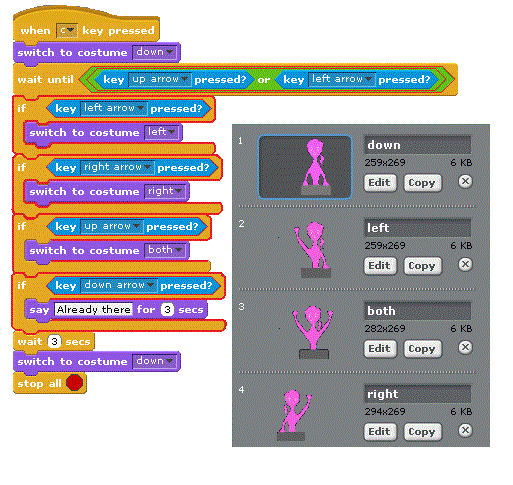 when c key pressed
switch to costume down
wait until key up arrow pressed? or key left arrow pressed?
if key left arrow pressed?
switch to costume left
if key right arrow pressed?
switch to costume right
if key up arrow pressed?
switch to costume both
if key down arrow pressed?
say Already there for 3 secs
wait 3 secs
switch to costume down
stop all
1
down
259x269 6 KB
Edit Copy
2
left
259x269 6 KB
Edit Copy
3
both
282x269 6 KB
Edit Copy
4
right
294x269 6 KB
Edit Copy